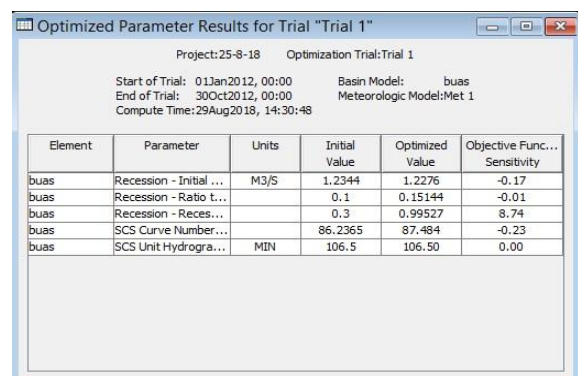 Optimized Parameter Results for Trial "Trial 1"
Project:25-8-18 Optimization Trial:Trial 1
Start of Trial: 01Jan2012, 00:00 Basin Model: buas
End of Trial: 30Oct2012, 00:00 Meteorologic Model:Met 1
Compute Time:29Aug2018, 14:30:48
Element Parameter Units Initial Value Optimized Value Objective Func... Sensitivity
buas Recession - Initial ... M3/S 1.2344 1.2276 -0.17
buas Recession - Ratio t... 0.1 0.15144 -0.01
buas Recession - Reces... 0.3 0.99527 8.74
buas SCS Curve Number... 86.2365 87.484 -0.23
buas SCS Unit Hydrogra... MIN 106.5 106.50 0.00